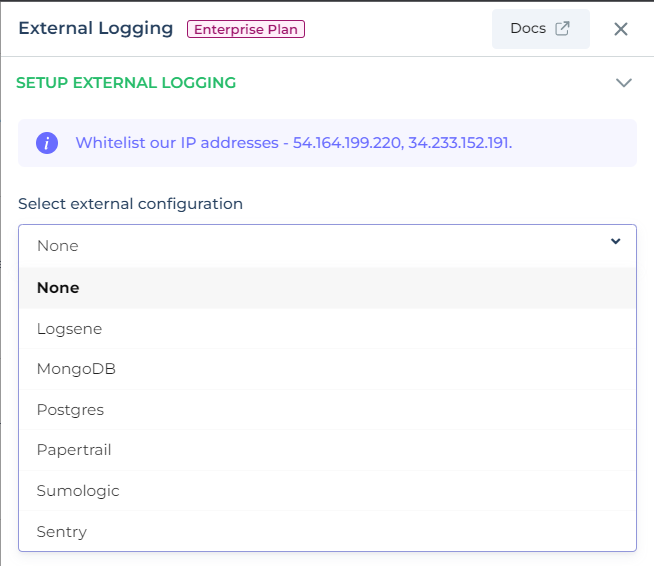 External Logging Enterprise Plan Docs
SETUP EXTERNAL LOGGING
i Whitelist our IP addresses - 54.164.199.220, 34.233.152.191.
Select external configuration
None
None
Logsene
MongoDB
Postgres
Papertrail
Sumologic
Sentry